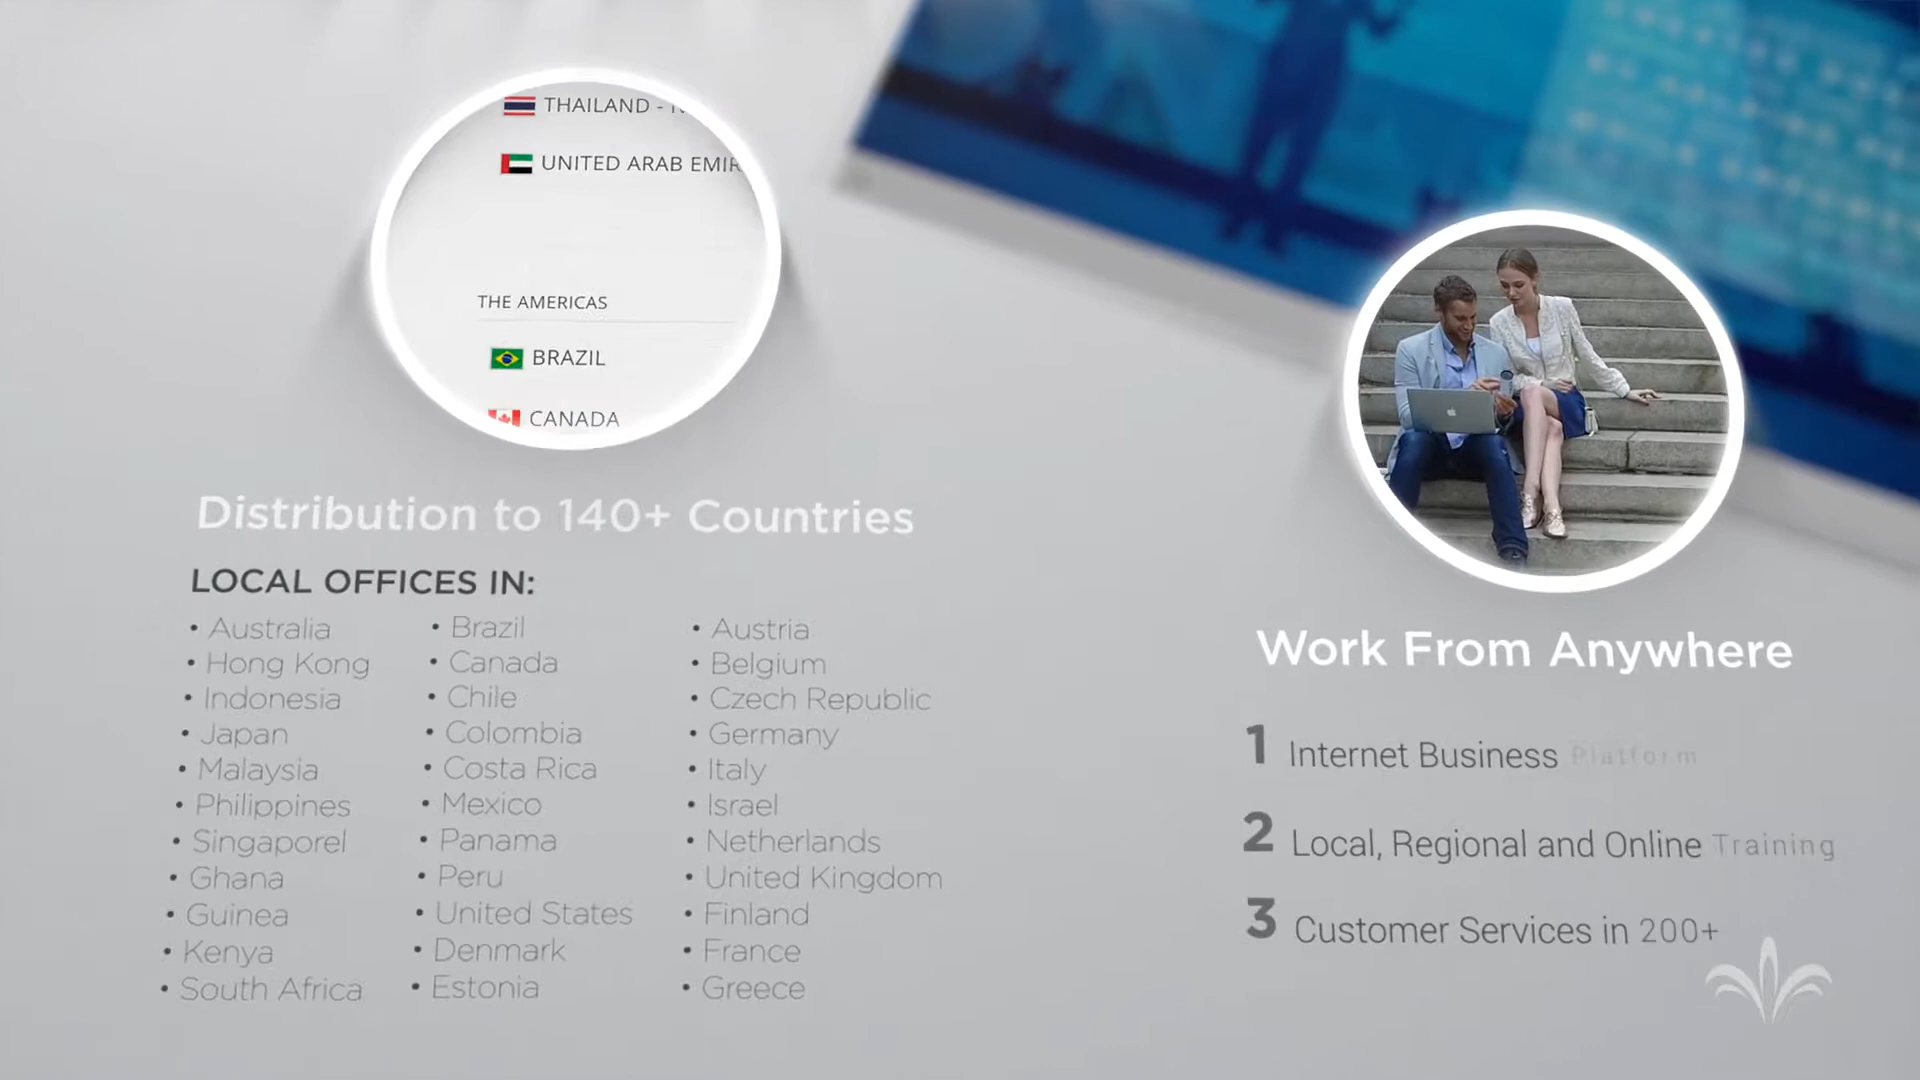 THAILAND -
UNITED ARAB
THE AMERICAS
BRAZIL
CANADA
Distribution to 140+ Countries
LOCAL OFFICES IN:
• Australia
• Hong Kong
• Indonesia
• Japan
• Malaysia
• Philippines
• Singaporel
• Ghana
• Guinea
• Kenya
• South Africa
• Brazil
• Canada
• Chile
• Colombia
• Costa Rica
• Mexico
• Panama
• Peru
• United States
• Denmark
• Estonia
• Austria
• Belgium
• Czech Republic
• Germany
• Italy
• Israel
• Netherlands
• United Kingdom
• Finland
• France
• Greece
Work From Anywhere
1 Internet Business Platform
2 Local, Regional and Online Training
3 Customer Services in 200+